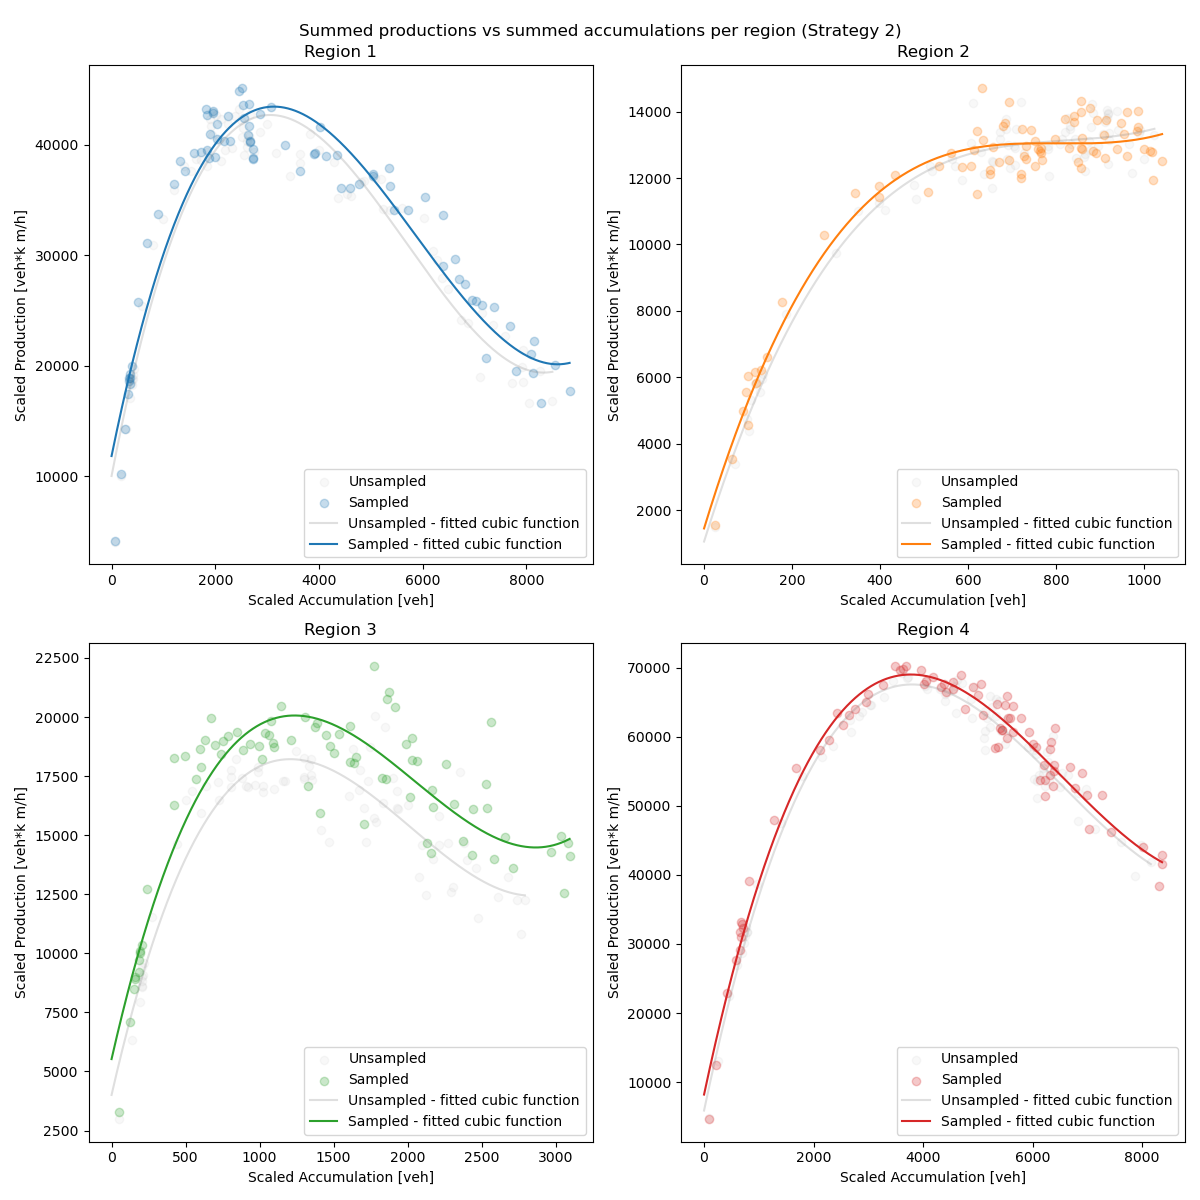 Summed productions vs summed accumulations per region (Strategy 2)
Region 1
Scaled Production [veh*k m/h]
40000
30000
20000
10000
Unsampled
Sampled
Unsampled - fitted cubic function
Sampled - fitted cubic function
0 2000 4000 6000 8000
Scaled Accumulation [veh]
Region 2
Scaled Production [veh*k m/h]
14000
12000
10000
8000
6000
4000
2000
Unsampled
Sampled
Unsampled - fitted cubic function
Sampled - fitted cubic function
0 200 400 600 800 1000
Scaled Accumulation [veh]
Region 3
Scaled Production [veh*k m/h]
22500
20000
17500
15000
12500
10000
7500
5000
2500
Unsampled
Sampled
Unsampled - fitted cubic function
Sampled - fitted cubic function
0 500 1000 1500 2000 2500 3000
Scaled Accumulation [veh]
Region 4
Scaled Production [veh*k m/h]
70000
60000
50000
40000
30000
20000
10000
Unsampled
Sampled
Unsampled - fitted cubic function
Sampled - fitted cubic function
0 2000 4000 6000 8000
Scaled Accumulation [veh]